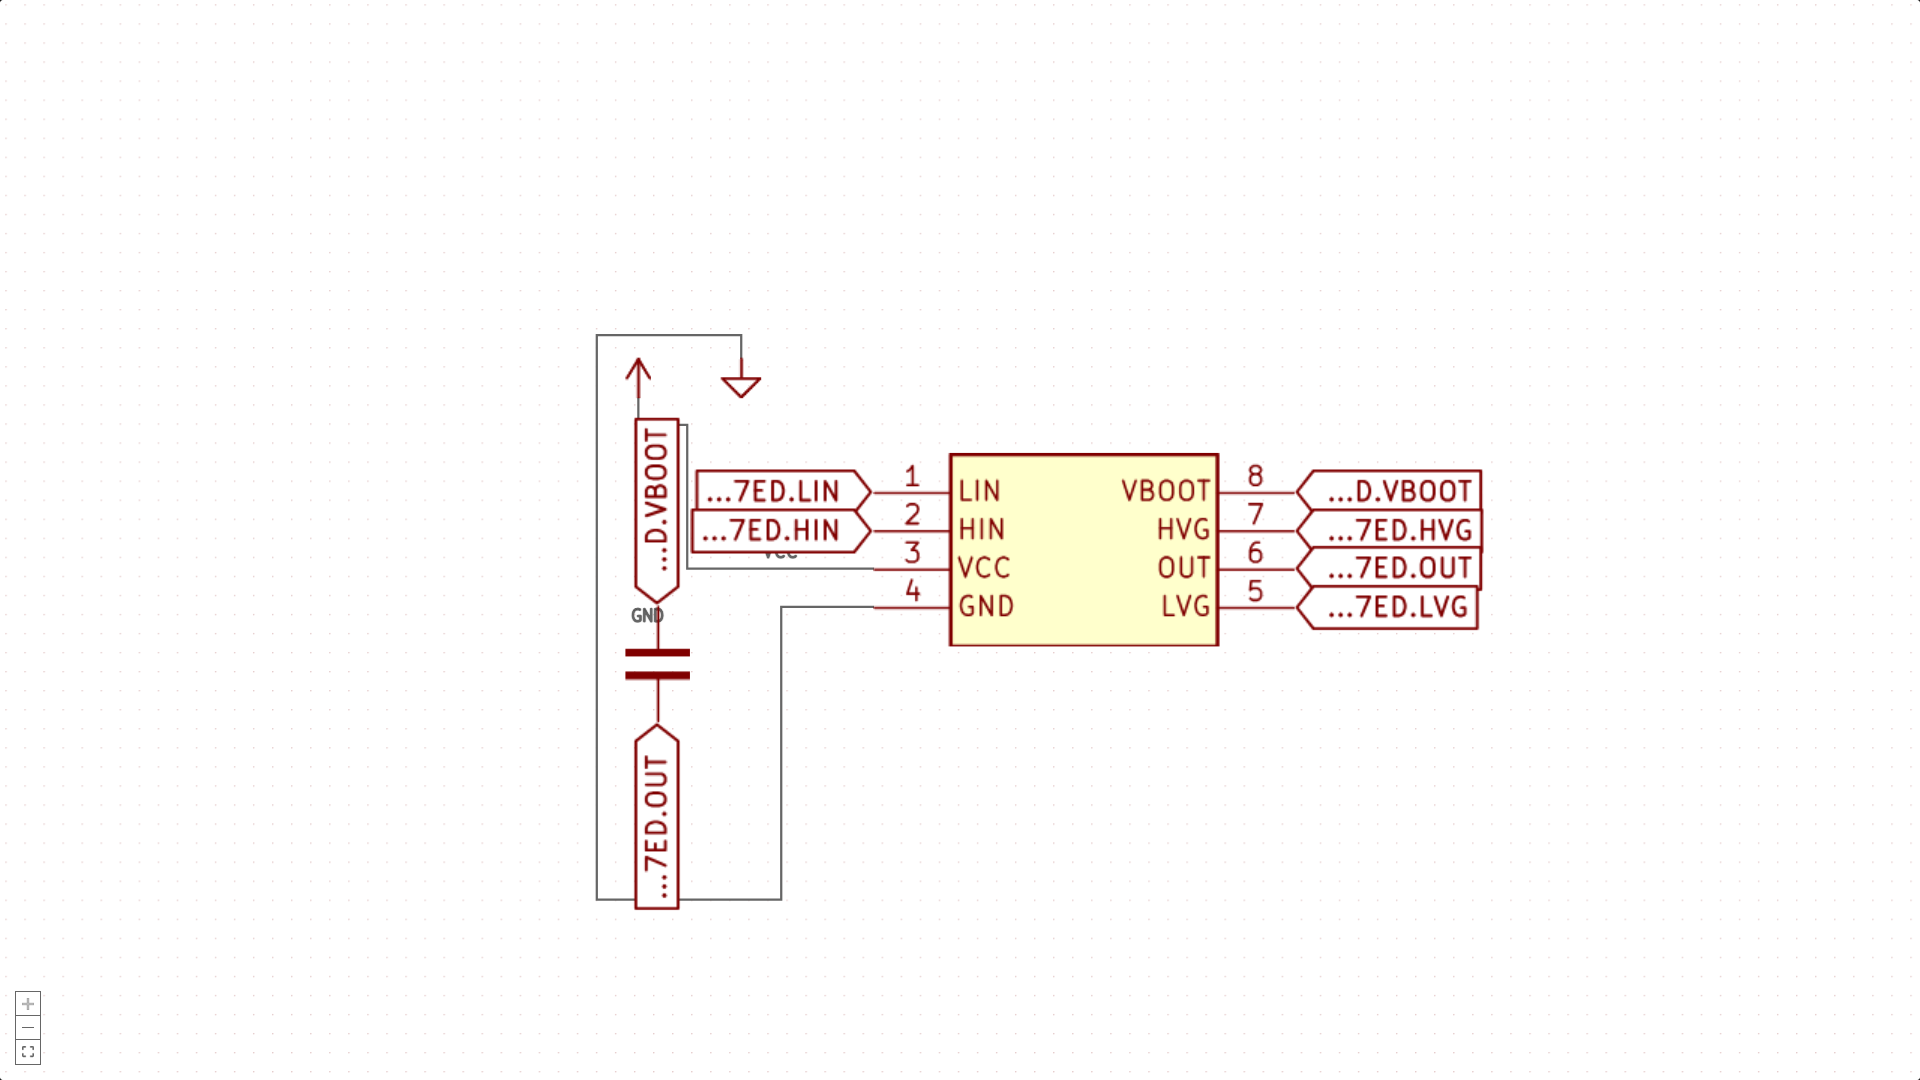 ...D.VBOOT
...7ED.LIN
1
LIN
VBOOT
8
...D.VBOOT
...7ED.HIN
2
HIN
HVG
7
...7ED.HVG
VCC
3
VCC
OUT
6
...7ED.OUT
GND
4
GND
LVG
5
...7ED.LVG
...7ED.OUT